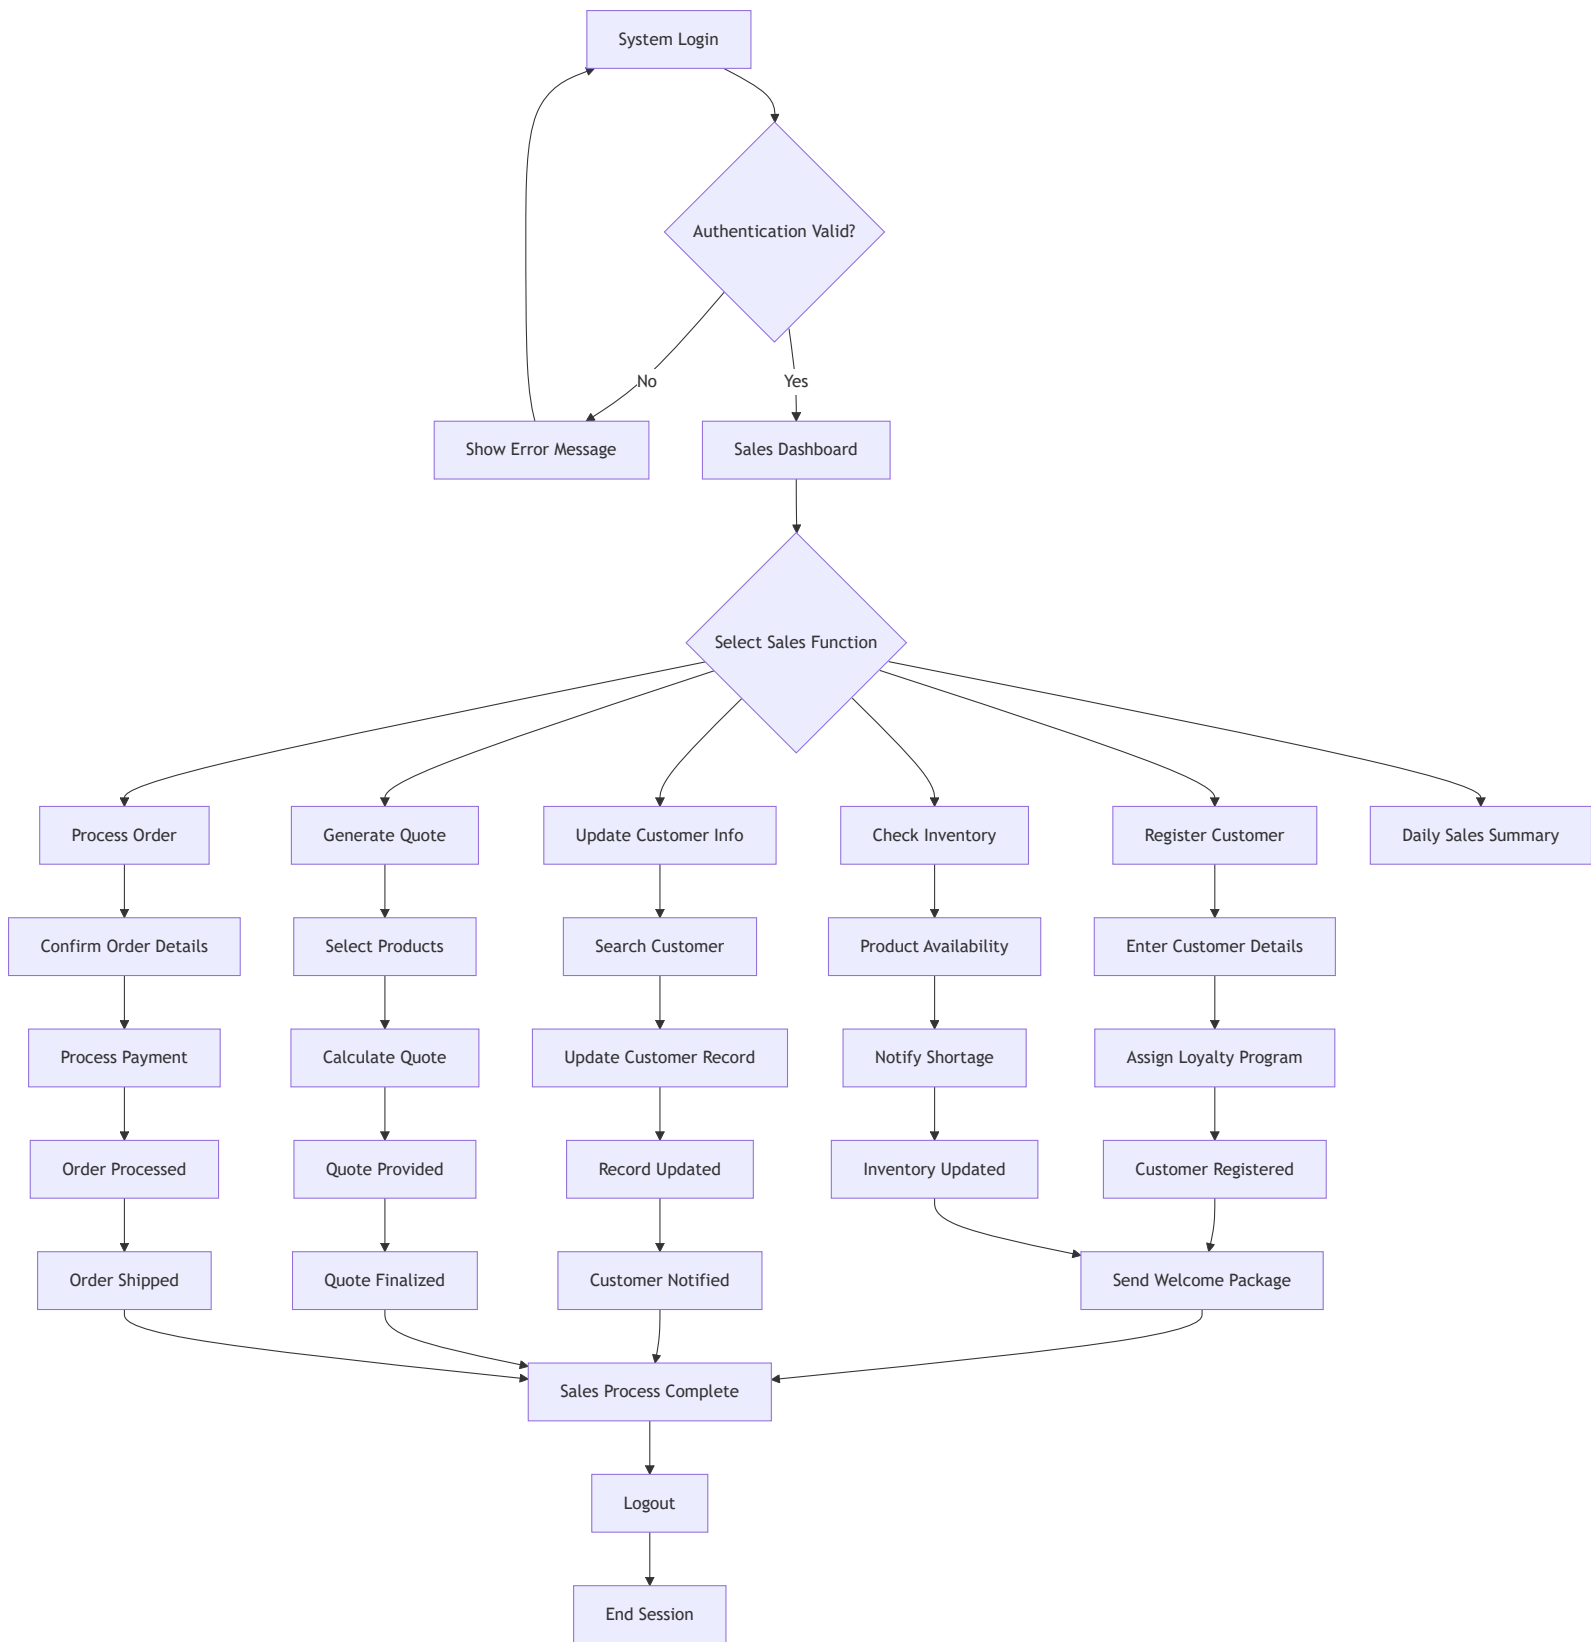 System Login
Authentication Valid?
No
Yes
Show Error Message
Sales Dashboard
Select Sales Function
Process Order
Generate Quote
Update Customer Info
Check Inventory
Register Customer
Daily Sales Summary
Confirm Order Details
Select Products
Search Customer
Product Availability
Enter Customer Details
Process Payment
Calculate Quote
Update Customer Record
Notify Shortage
Assign Loyalty Program
Order Processed
Quote Provided
Record Updated
Inventory Updated
Customer Registered
Order Shipped
Quote Finalized
Customer Notified
Send Welcome Package
Sales Process Complete
Logout
End Session